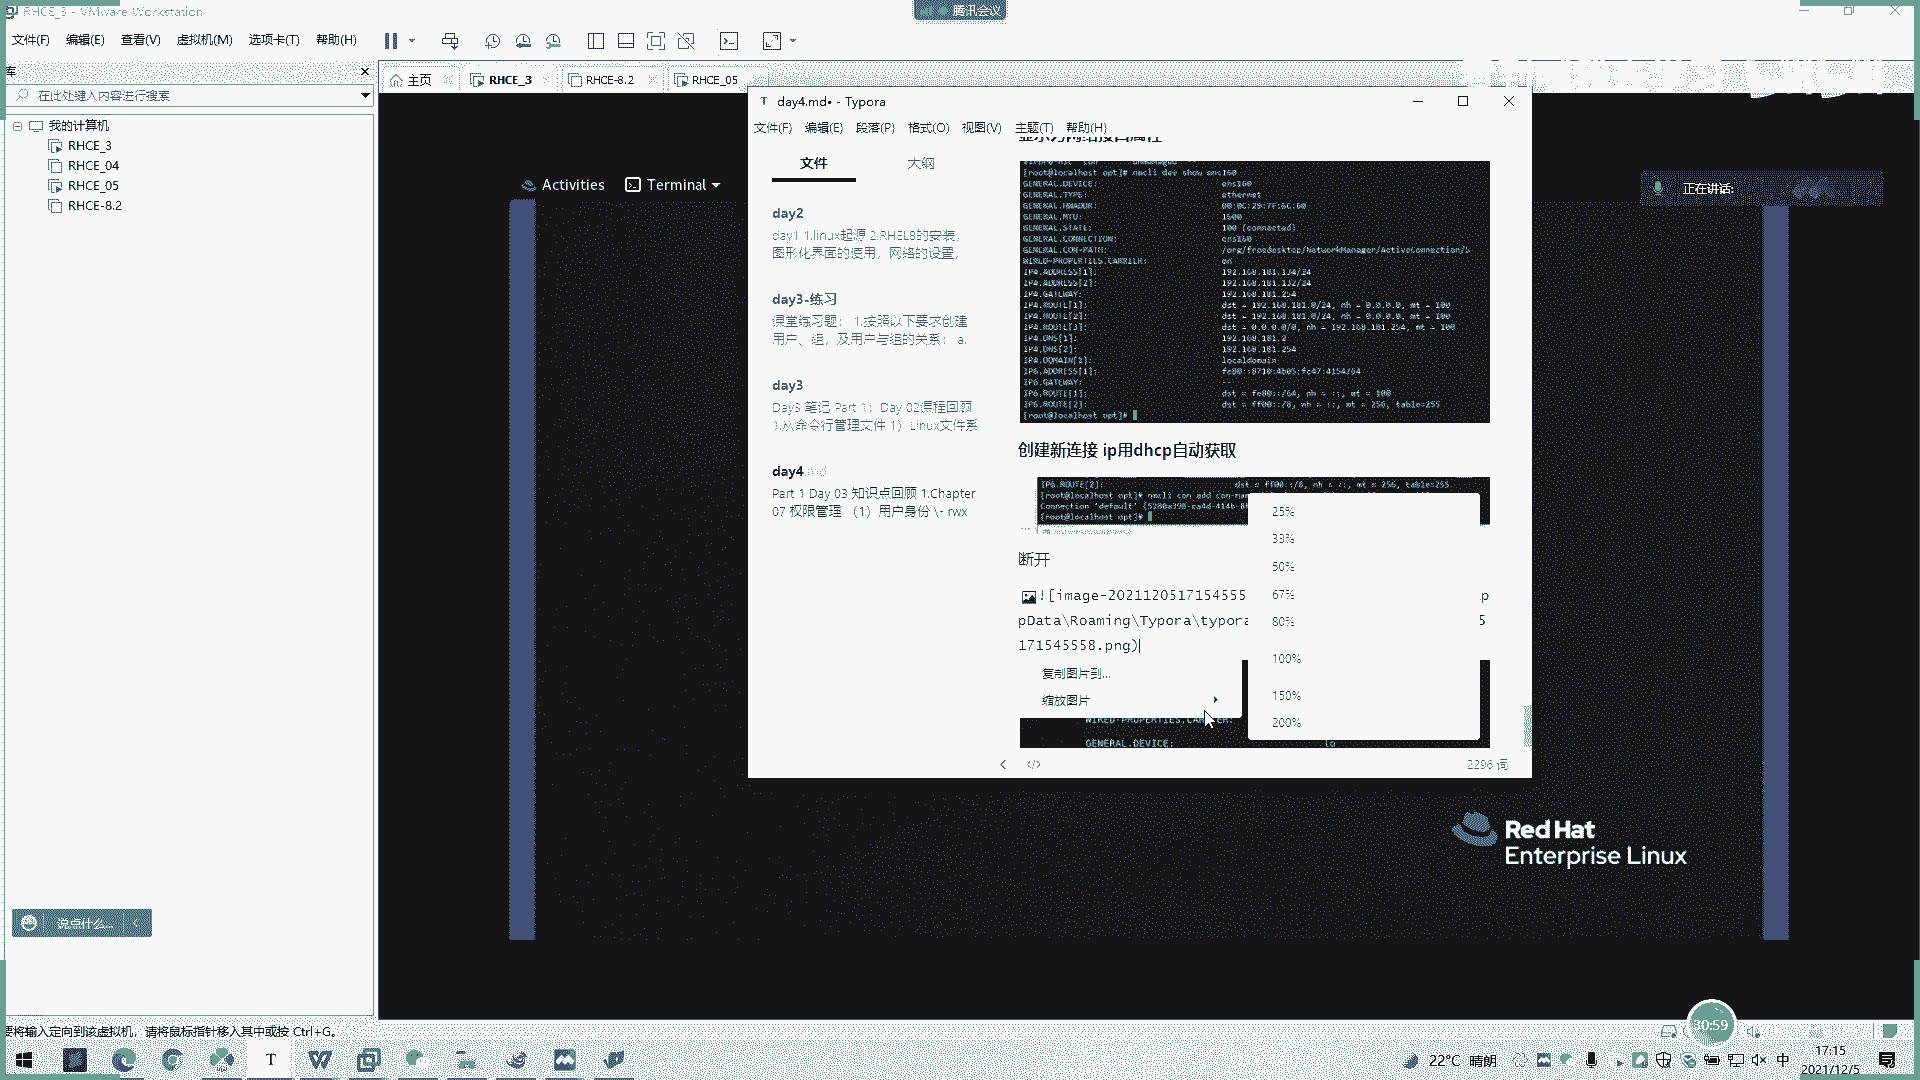 RHCE_3 - VMware Workstation
腾讯会议
文件(F) 编辑(E) 查看(V) 虚拟机(M) 选项卡(T) 帮助(H)
库
在此处键入内容进行搜索
我的计算机
RHCE_3
RHCE_04
RHCE_05
RHCE-8.2
主页 RHCE_3 RHCE-8.2 RHCE_05
Activities Terminal
day4.md• - Typora
文件(F) 编辑(E) 段落(P) 格式(O) 视图(V) 主题(T) 帮助(H)
文件 大纲
day2
day1 1.linux起源 2.RHEL8的安装,
图形化界面的使用, 网络的设置,
day3-练习
课堂练习题: 1.按照以下要求创建
用户、组, 及用户与组的关系: a.
day3
Day3 笔记 Part 1: Day 02课程回顾
1.从命令行管理文件 1) Linux文件系
day4.md
Part 1 Day 03 知识点回顾 1.Chapter
07 权限管理 (1) 用户身份 \- rwx
[root@localhost opt]# nmcli dev show ens160
GENERAL.DEVICE: ens160
GENERAL.TYPE: ethernet
GENERAL.HWADDR: 00:0C:29:7F:6C:60
GENERAL.MTU: 1500
GENERAL.STATE: 100 (connected)
GENERAL.CONNECTION: ens160
GENERAL.CON-PATH: /org/freedesktop/NetworkManager/ActiveConnection/5
WIRED-PROPERTIES.CARRIER: on
IP4.ADDRESS[1]: 192.168.181.134/24
IP4.ADDRESS[2]: 192.168.181.132/24
IP4.GATEWAY: 192.168.181.254
IP4.ROUTE[1]: dst = 192.168.181.0/24, nh = 0.0.0.0, mt = 100
IP4.ROUTE[2]: dst = 192.168.181.0/24, nh = 0.0.0.0, mt = 100
IP4.ROUTE[3]: dst = 0.0.0.0/0, nh = 192.168.181.254, mt = 100
IP4.DNS[1]: 192.168.181.2
IP4.DNS[2]: 192.168.181.254
IP4.DOMAIN[1]: localdomain
IP6.ADDRESS[1]: fe80::8710:4b05:fc47:4154/64
IP6.GATEWAY: --
IP6.ROUTE[1]: dst = fe80::/64, nh = ::, mt = 100
IP6.ROUTE[2]: dst = ff00::/8, nh = ::, mt = 256, table=255
[root@localhost opt]#
创建新连接 ip用dhcp自动获取
IP6.ROUTE[2]: dst = ff00::/8, nh = ::, mt = 256, table=255
[root@localhost opt]# nmcli con add con-nam
Connection 'default' (5280a398-ca4d-414b-8f
[root@localhost opt]#
断开
![image-2021120517154555
p
pData\Roaming\Typora\typora
5
171545558.png)
复制图片到...
缩放图片
25%
33%
50%
67%
80%
100%
150%
200%
WIRED-PROPERTIES.CARRIER:
GENERAL.DEVICE: lo
2296 词
正在讲话:
Red Hat
Enterprise Linux
说点什么...
要将输入定向到该虚拟机，请将鼠标指针移入其中或按 Ctrl+G。
30:59
22°C 晴朗
中
17:15
2021/12/5